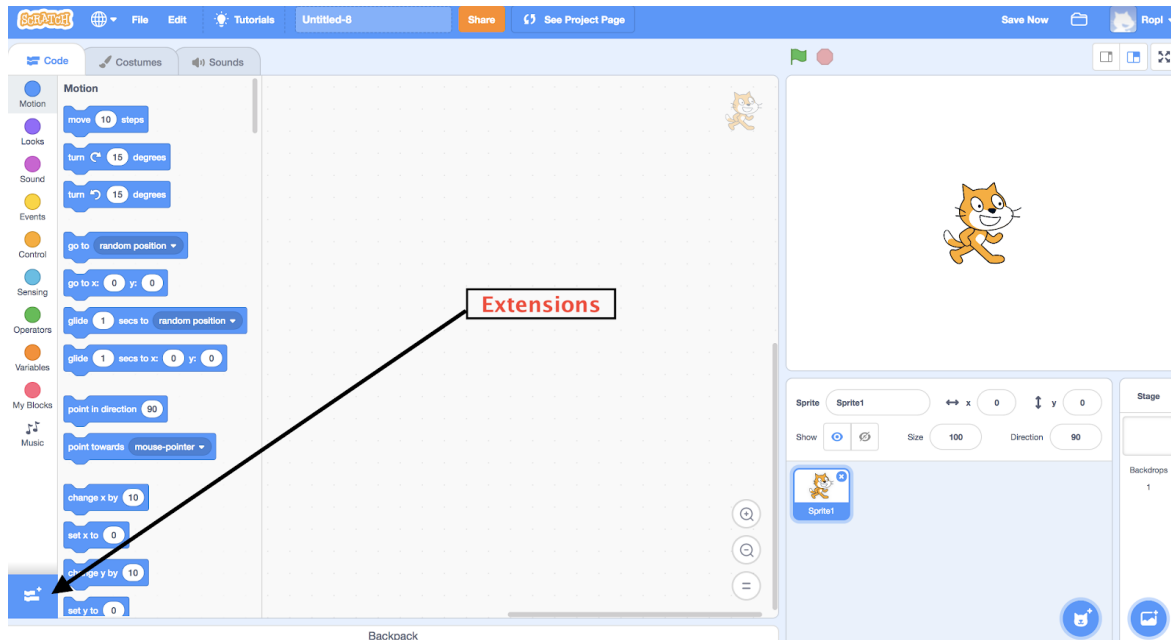 SCRATCH File Edit Tutorials Untitled-8 Share See Project Page Save Now Ropl
Code Costumes Sounds
Motion
Looks
Sound
Events
Control
Sensing
Operators
Variables
My Blocks
Music
Motion
move 10 steps
turn 15 degrees
turn 15 degrees
go to random position
go to x: 0 y: 0
glide 1 secs to random position
glide 1 secs to x: 0 y: 0
point in direction 90
point towards mouse-pointer
change x by 10
set x to 0
change y by 10
set y to 0
Extensions
Backpack
Sprite Sprite1 x 0 y 0
Show Size 100 Direction 90
Sprite1
Stage
Backdrops
1